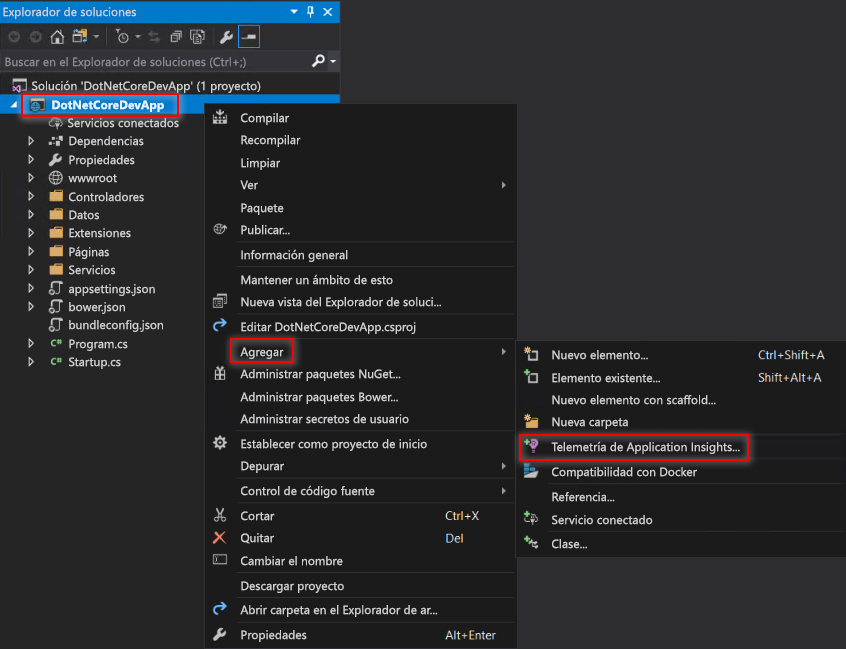 Explorador de soluciones
Buscar en el Explorador de soluciones (Ctrl+;)
Solución 'DotNetCoreDevApp' (1 proyecto)
DotNetCoreDevApp
Servicios conectados
Dependencias
Propiedades
wwwroot
Controladores
Datos
Extensiones
Páginas
Servicios
appsettings.json
bower.json
bundleconfig.json
C# Program.cs
C# Startup.cs
Compilar
Recompilar
Limpiar
Ver
Paquete
Publicar...
Información general
Mantener un ámbito de esto
Nueva vista del Explorador de soluci...
Editar DotNetCoreDevApp.csproj
Agregar
Administrar paquetes NuGet...
Administrar paquetes Bower...
Administrar secretos de usuario
Establecer como proyecto de inicio
Depurar
Control de código fuente
Cortar Ctrl+X
Quitar Del
Cambiar el nombre
Descargar proyecto
Abrir carpeta en el Explorador de ar...
Propiedades Alt+Enter
Nuevo elemento... Ctrl+Shift+A
Elemento existente... Shift+Alt+A
Nuevo elemento con scaffold...
Nueva carpeta
Telemetría de Application Insights...
Compatibilidad con Docker
Referencia...
Servicio conectado
Clase...